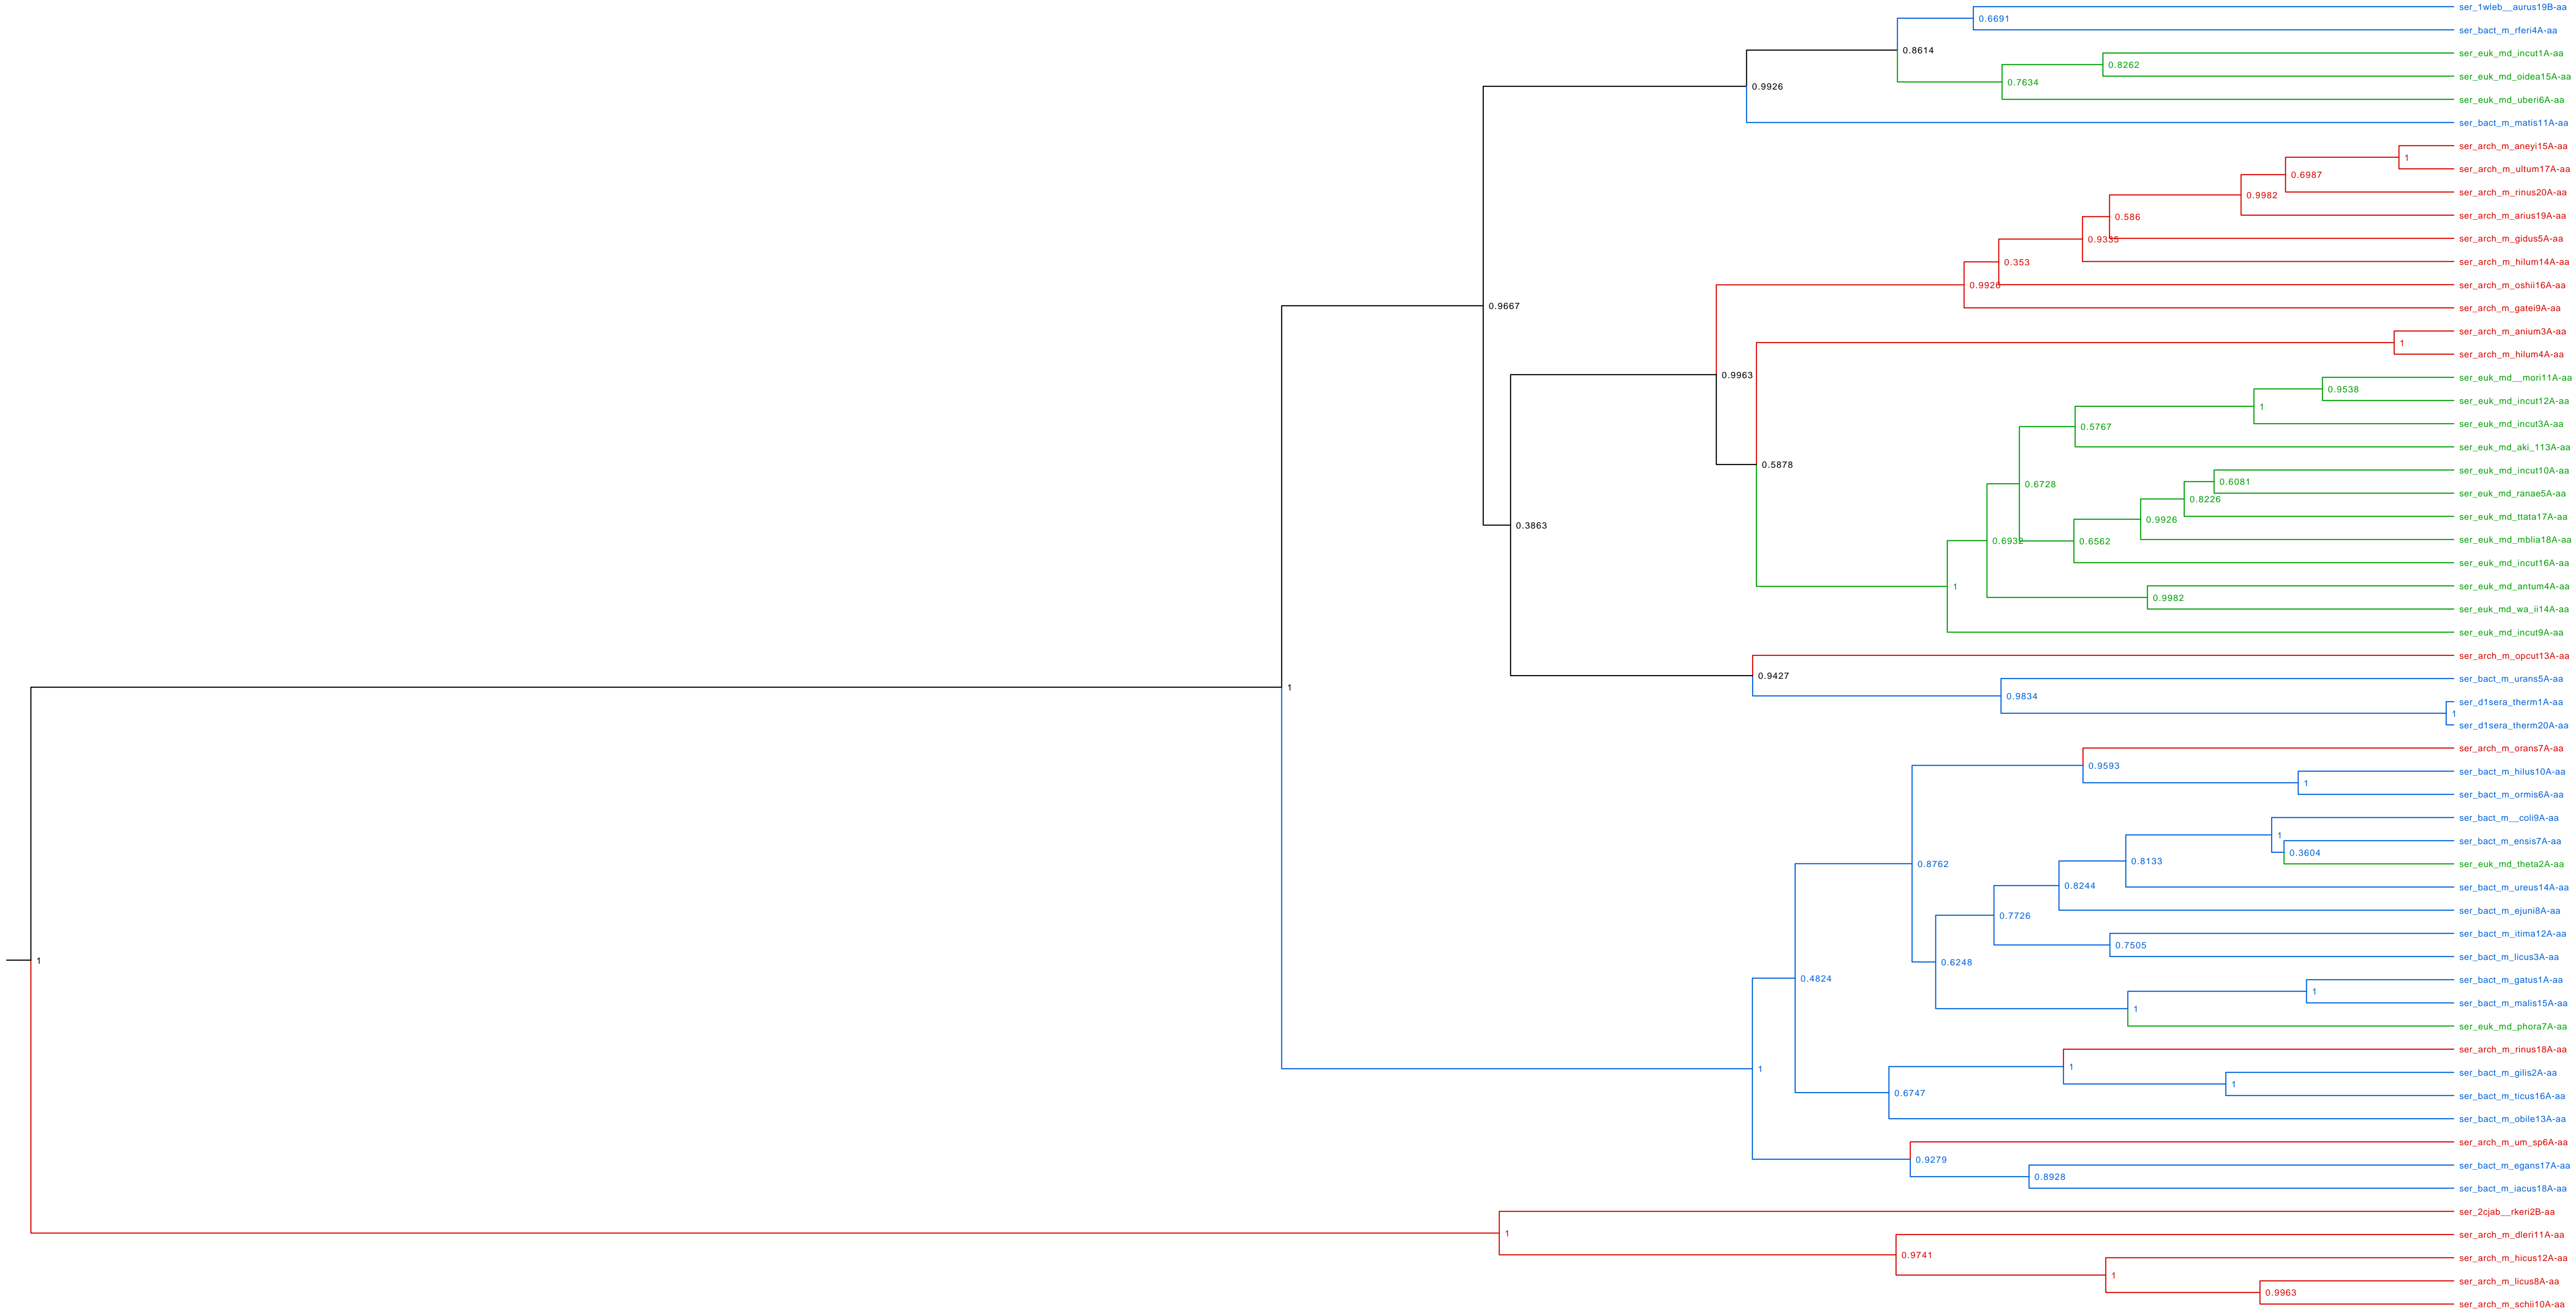 ser_1wleb__aurus19B-aa
0.6691
ser_bact_m_rferi4A-aa
0.8614
ser_euk_md_incut1A-aa
0.8262
ser_euk_md_oidea15A-aa
0.7634
0.9926
ser_euk_md_uberi6A-aa
ser_bact_m_matis11A-aa
ser_arch_m_aneyi15A-aa
1
ser_arch_m_ultum17A-aa
0.6987
ser_arch_m_rinus20A-aa
0.9982
ser_arch_m_arius19A-aa
0.586
ser_arch_m_gidus5A-aa
0.9335
ser_arch_m_hilum14A-aa
0.353
ser_arch_m_oshii16A-aa
0.9926
0.9667
ser_arch_m_gatei9A-aa
ser_arch_m_anium3A-aa
1
ser_arch_m_hilum4A-aa
0.9963
ser_euk_md__mori11A-aa
0.9538
ser_euk_md_incut12A-aa
1
ser_euk_md_incut3A-aa
0.5767
ser_euk_md_aki_113A-aa
0.5878
ser_euk_md_incut10A-aa
0.6081
0.6728
ser_euk_md_ranae5A-aa
0.8226
ser_euk_md_ttata17A-aa
0.9926
0.3863
ser_euk_md_mblia18A-aa
0.6932
0.6562
ser_euk_md_incut16A-aa
1
ser_euk_md_antum4A-aa
0.9982
ser_euk_md_wa_ii14A-aa
ser_euk_md_incut9A-aa
ser_arch_m_opcut13A-aa
0.9427
ser_bact_m_urans5A-aa
1
0.9834
ser_d1sera_therm1A-aa
1
ser_d1sera_therm20A-aa
ser_arch_m_orans7A-aa
0.9593
ser_bact_m_hilus10A-aa
1
ser_bact_m_ormis6A-aa
ser_bact_m__coli9A-aa
1
ser_bact_m_ensis7A-aa
0.3604
0.8133
0.8762
ser_euk_md_theta2A-aa
0.8244
ser_bact_m_ureus14A-aa
ser_bact_m_ejuni8A-aa
0.7726
ser_bact_m_itima12A-aa
0.7505
ser_bact_m_licus3A-aa
1
0.6248
0.4824
ser_bact_m_gatus1A-aa
1
ser_bact_m_malis15A-aa
1
ser_euk_md_phora7A-aa
ser_arch_m_rinus18A-aa
1
1
ser_bact_m_gilis2A-aa
1
0.6747
ser_bact_m_ticus16A-aa
ser_bact_m_obile13A-aa
ser_arch_m_um_sp6A-aa
0.9279
ser_bact_m_egans17A-aa
0.8928
ser_bact_m_iacus18A-aa
ser_2cjab__rkeri2B-aa
1
ser_arch_m_dleri11A-aa
0.9741
ser_arch_m_hicus12A-aa
1
ser_arch_m_licus8A-aa
0.9963
ser_arch_m_schii10A-aa